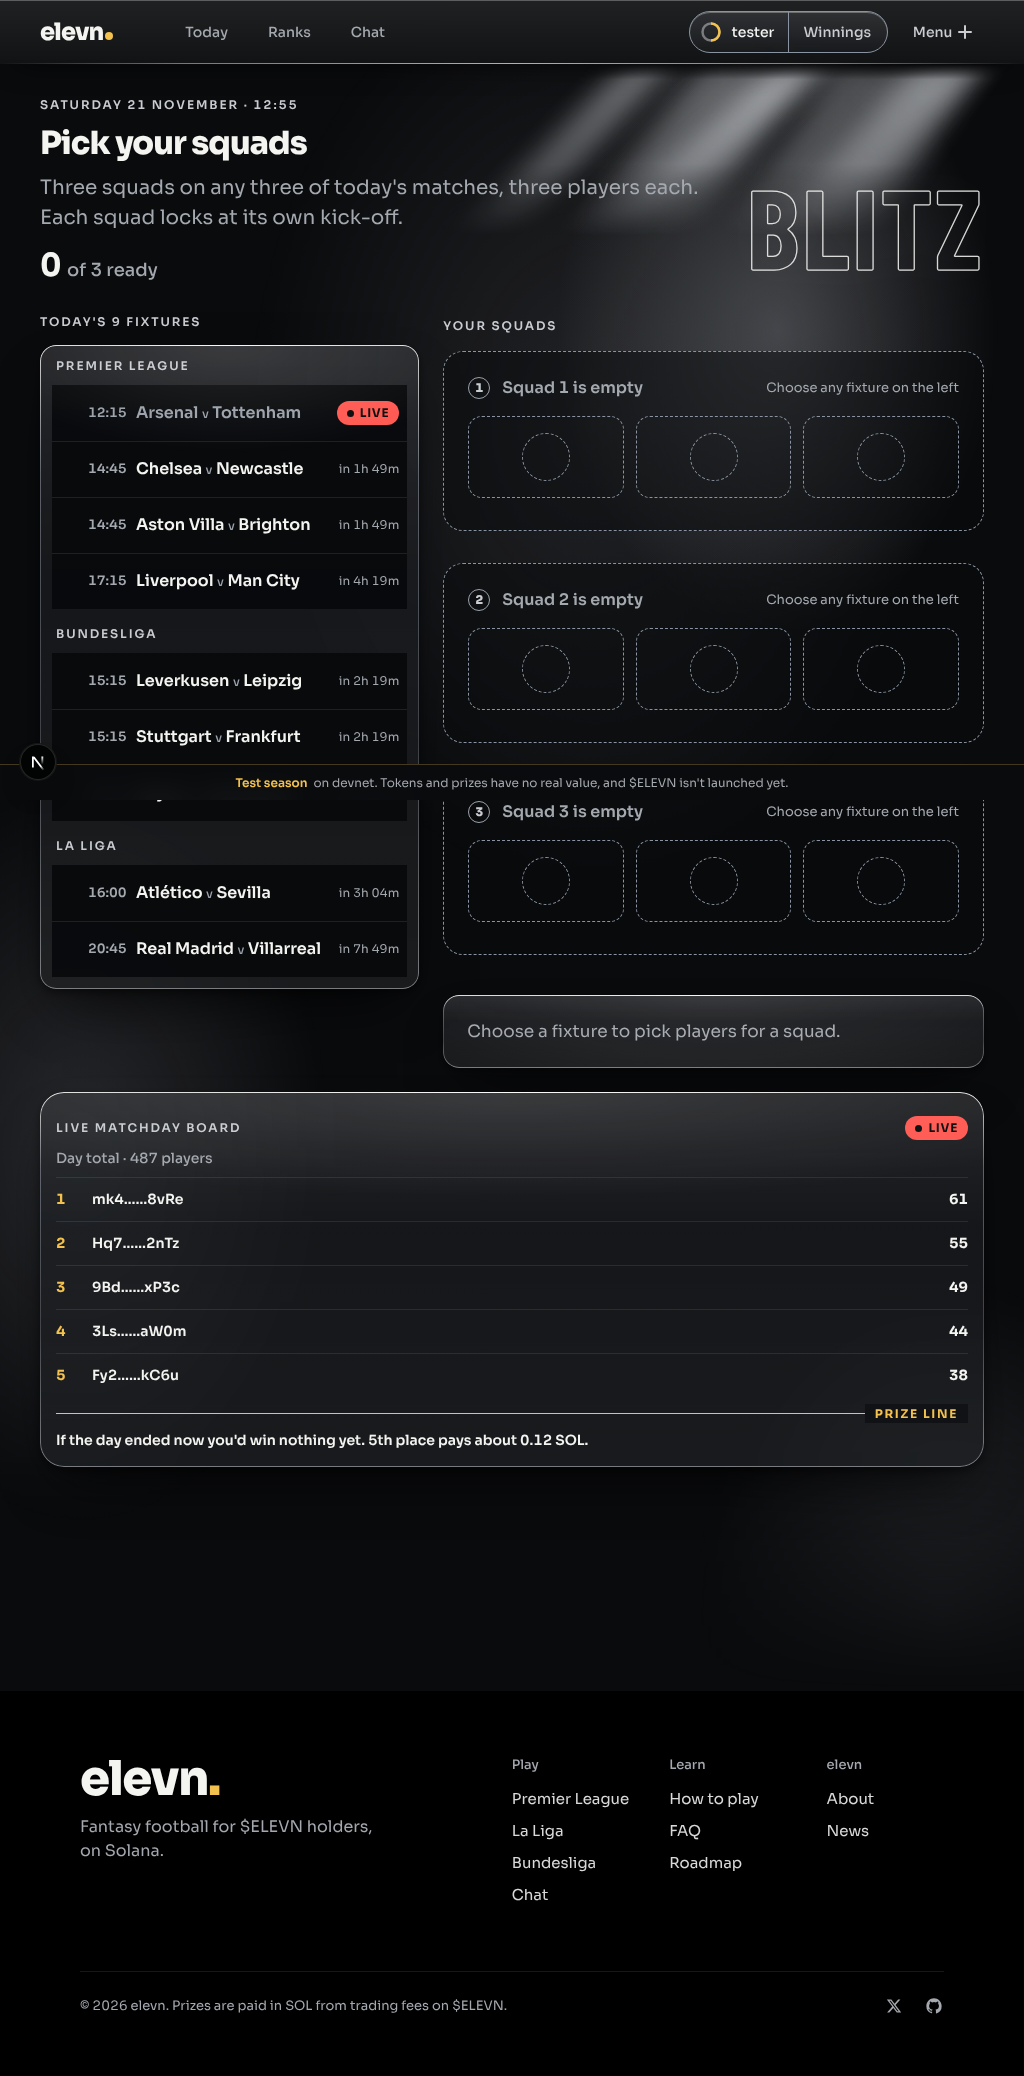 elevn.
Today
Ranks
Chat
tester
Winnings
Menu
SATURDAY 21 NOVEMBER · 12:55
Pick your squads
Three squads on any three of today's matches, three players each.
Each squad locks at its own kick-off.
BLITZ
0 of 3 ready
TODAY'S 9 FIXTURES
PREMIER LEAGUE
12:15 Arsenal v Tottenham LIVE
14:45 Chelsea v Newcastle in 1h 49m
14:45 Aston Villa v Brighton in 1h 49m
17:15 Liverpool v Man City in 4h 19m
BUNDESLIGA
15:15 Leverkusen v Leipzig in 2h 19m
15:15 Stuttgart v Frankfurt in 2h 19m
LA LIGA
16:00 Atlético v Sevilla in 3h 04m
20:45 Real Madrid v Villarreal in 7h 49m
YOUR SQUADS
1 Squad 1 is empty Choose any fixture on the left
2 Squad 2 is empty Choose any fixture on the left
N
Test season on devnet. Tokens and prizes have no real value, and $ELEVN isn't launched yet.
3 Squad 3 is empty Choose any fixture on the left
Choose a fixture to pick players for a squad.
LIVE MATCHDAY BOARD LIVE
Day total · 487 players
1 mk4……8vRe 61
2 Hq7……2nTz 55
3 9Bd……xP3c 49
4 3Ls……aW0m 44
5 Fy2……kC6u 38
PRIZE LINE
If the day ended now you'd win nothing yet. 5th place pays about 0.12 SOL.
elevn.
Fantasy football for $ELEVN holders,
on Solana.
Play
Premier League
La Liga
Bundesliga
Chat
Learn
How to play
FAQ
Roadmap
elevn
About
News
© 2026 elevn. Prizes are paid in SOL from trading fees on $ELEVN.